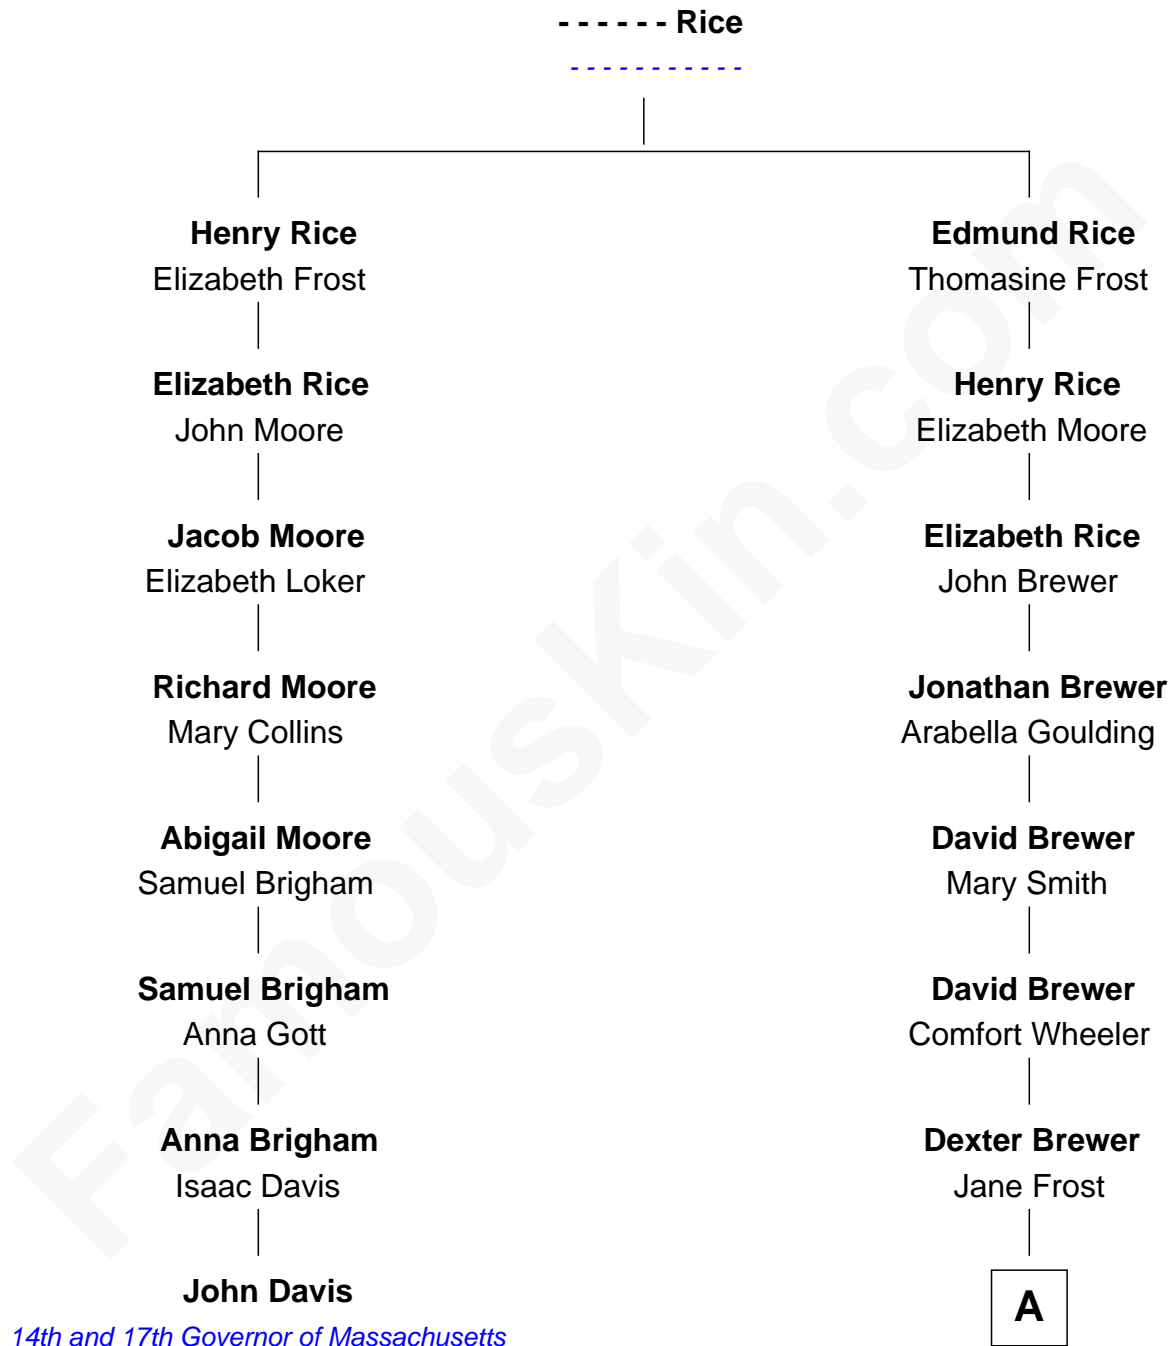 - - - - - - Rice
- - - - - - - - - - -
Henry Rice
Elizabeth Frost
Edmund Rice
Thomasine Frost
Elizabeth Rice
John Moore
Henry Rice
Elizabeth Moore
Jacob Moore
Elizabeth Loker
Elizabeth Rice
John Brewer
Richard Moore
Mary Collins
Jonathan Brewer
Arabella Goulding
Abigail Moore
Samuel Brigham
David Brewer
Mary Smith
Samuel Brigham
Anna Gott
David Brewer
Comfort Wheeler
Anna Brigham
Isaac Davis
Dexter Brewer
Jane Frost
John Davis
14th and 17th Governor of Massachusetts
A
FamousKin.com